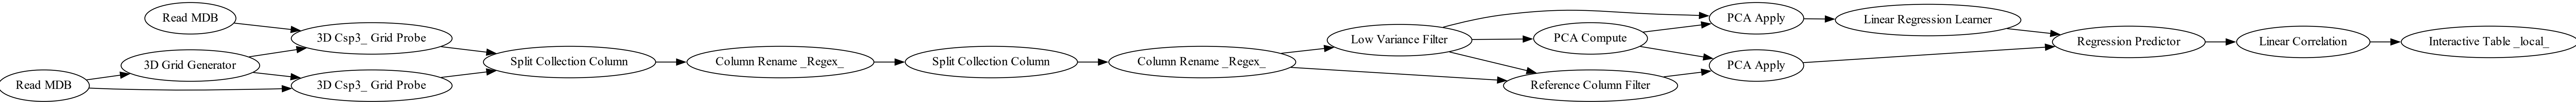 Read MDB
Read MDB
3D Grid Generator
3D Csp3_ Grid Probe
3D Csp3_ Grid Probe
Split Collection Column
Column Rename _Regex_
Split Collection Column
Column Rename _Regex_
Low Variance Filter
PCA Compute
Reference Column Filter
PCA Apply
PCA Apply
Linear Regression Learner
Regression Predictor
Linear Correlation
Interactive Table _local_